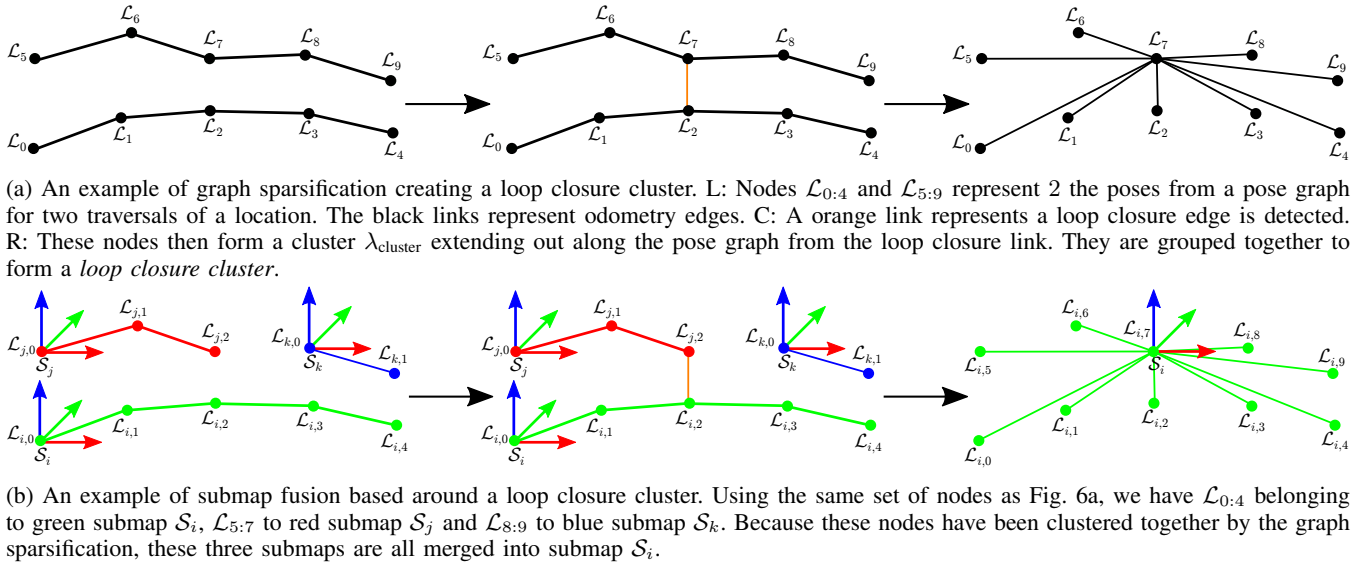 L₆ L₆ L₆
L₅ L₇ L₈ L₅ L₇ L₈ L₇ L₈
L₉ L₉ L₅ L₉
L₀ L₁ L₂ L₃ L₄ L₀ L₁ L₂ L₃ L₄ L₀ L₁ L₂ L₃ L₄
(a) An example of graph sparsification creating a loop closure cluster. L: Nodes L₀:₄ and L₅:₉ represent 2 the poses from a pose graph
for two traversals of a location. The black links represent odometry edges. C: A orange link represents a loop closure edge is detected.
R: These nodes then form a cluster λcluster extending out along the pose graph from the loop closure link. They are grouped together to
form a loop closure cluster.
Lj,1 Lj,1 Li,6
Lj,0 Lj,2 Lk,0 Lk,1 Lj,0 Lj,2 Lk,0 Lk,1 Li,5 Li,7 Li,8 Li,9
Sj Sk Sj Sk Si
Li,0 Li,1 Li,2 Li,3 Li,4 Li,0 Li,1 Li,2 Li,3 Li,4 Li,0 Li,1 Li,2 Li,3 Li,4
Si Si
(b) An example of submap fusion based around a loop closure cluster. Using the same set of nodes as Fig. 6a, we have L₀:₄ belonging
to green submap Si, L₅:₇ to red submap Sj and L₈:₉ to blue submap Sk. Because these nodes have been clustered together by the graph
sparsification, these three submaps are all merged into submap Si.